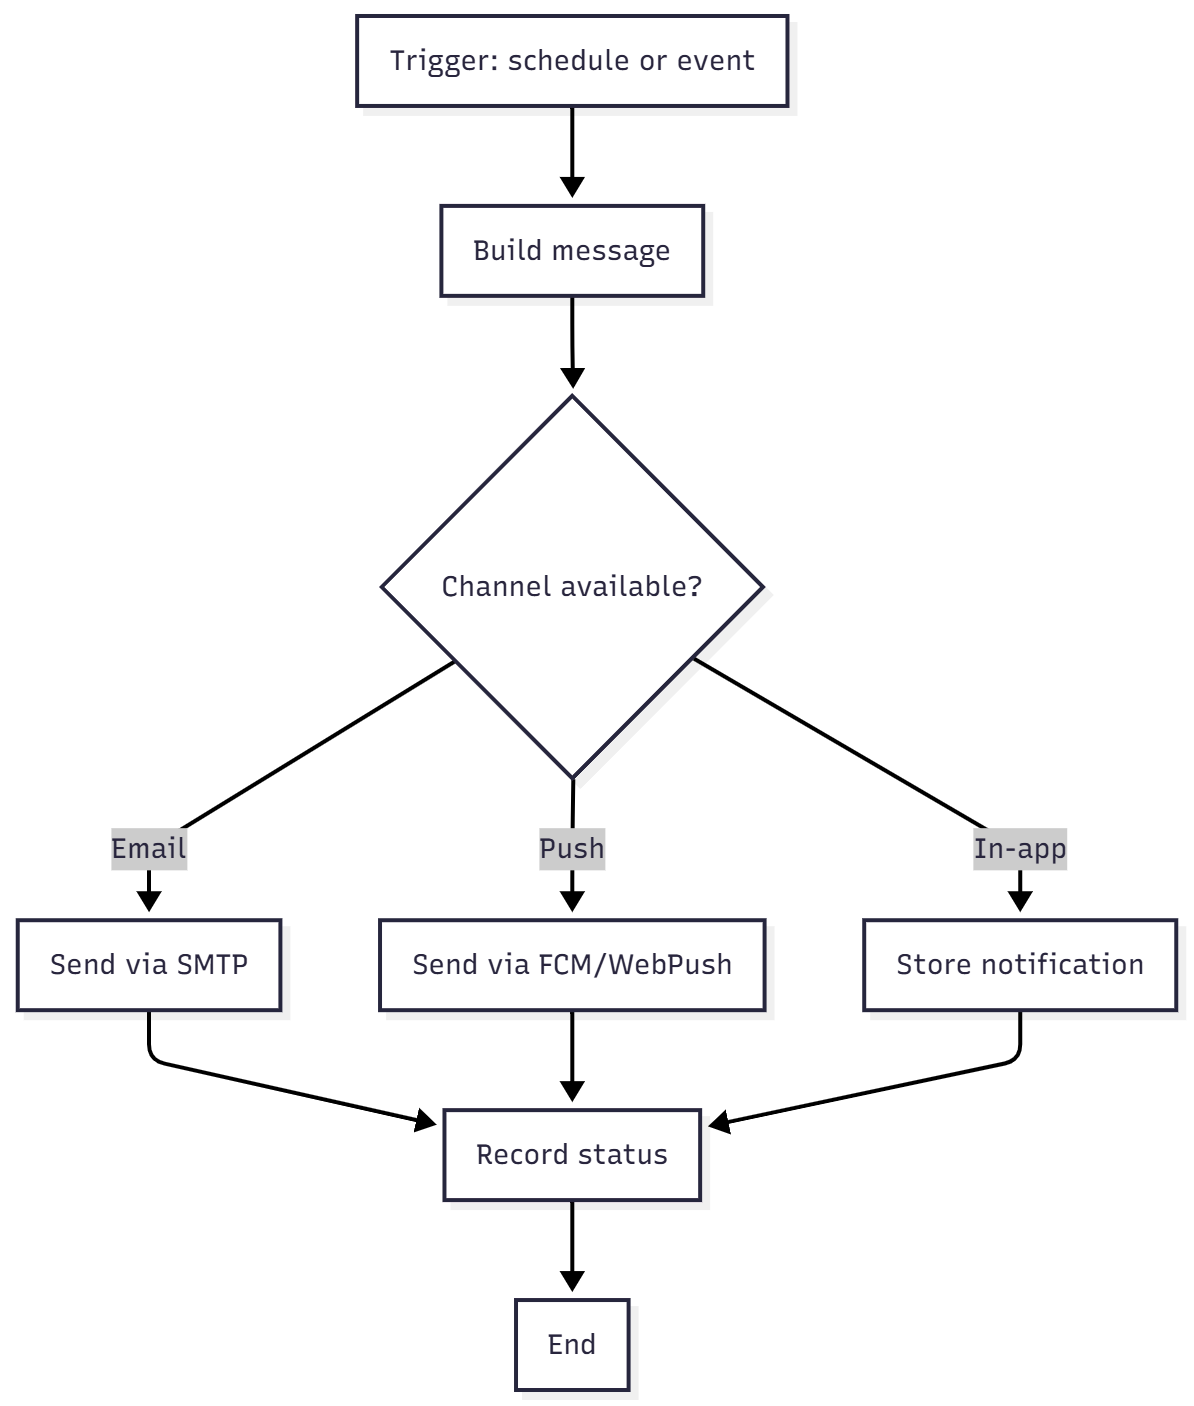 Trigger: schedule or event
Build message
Channel available?
Email
Push
In-app
Send via SMTP
Send via FCM/WebPush
Store notification
Record status
End